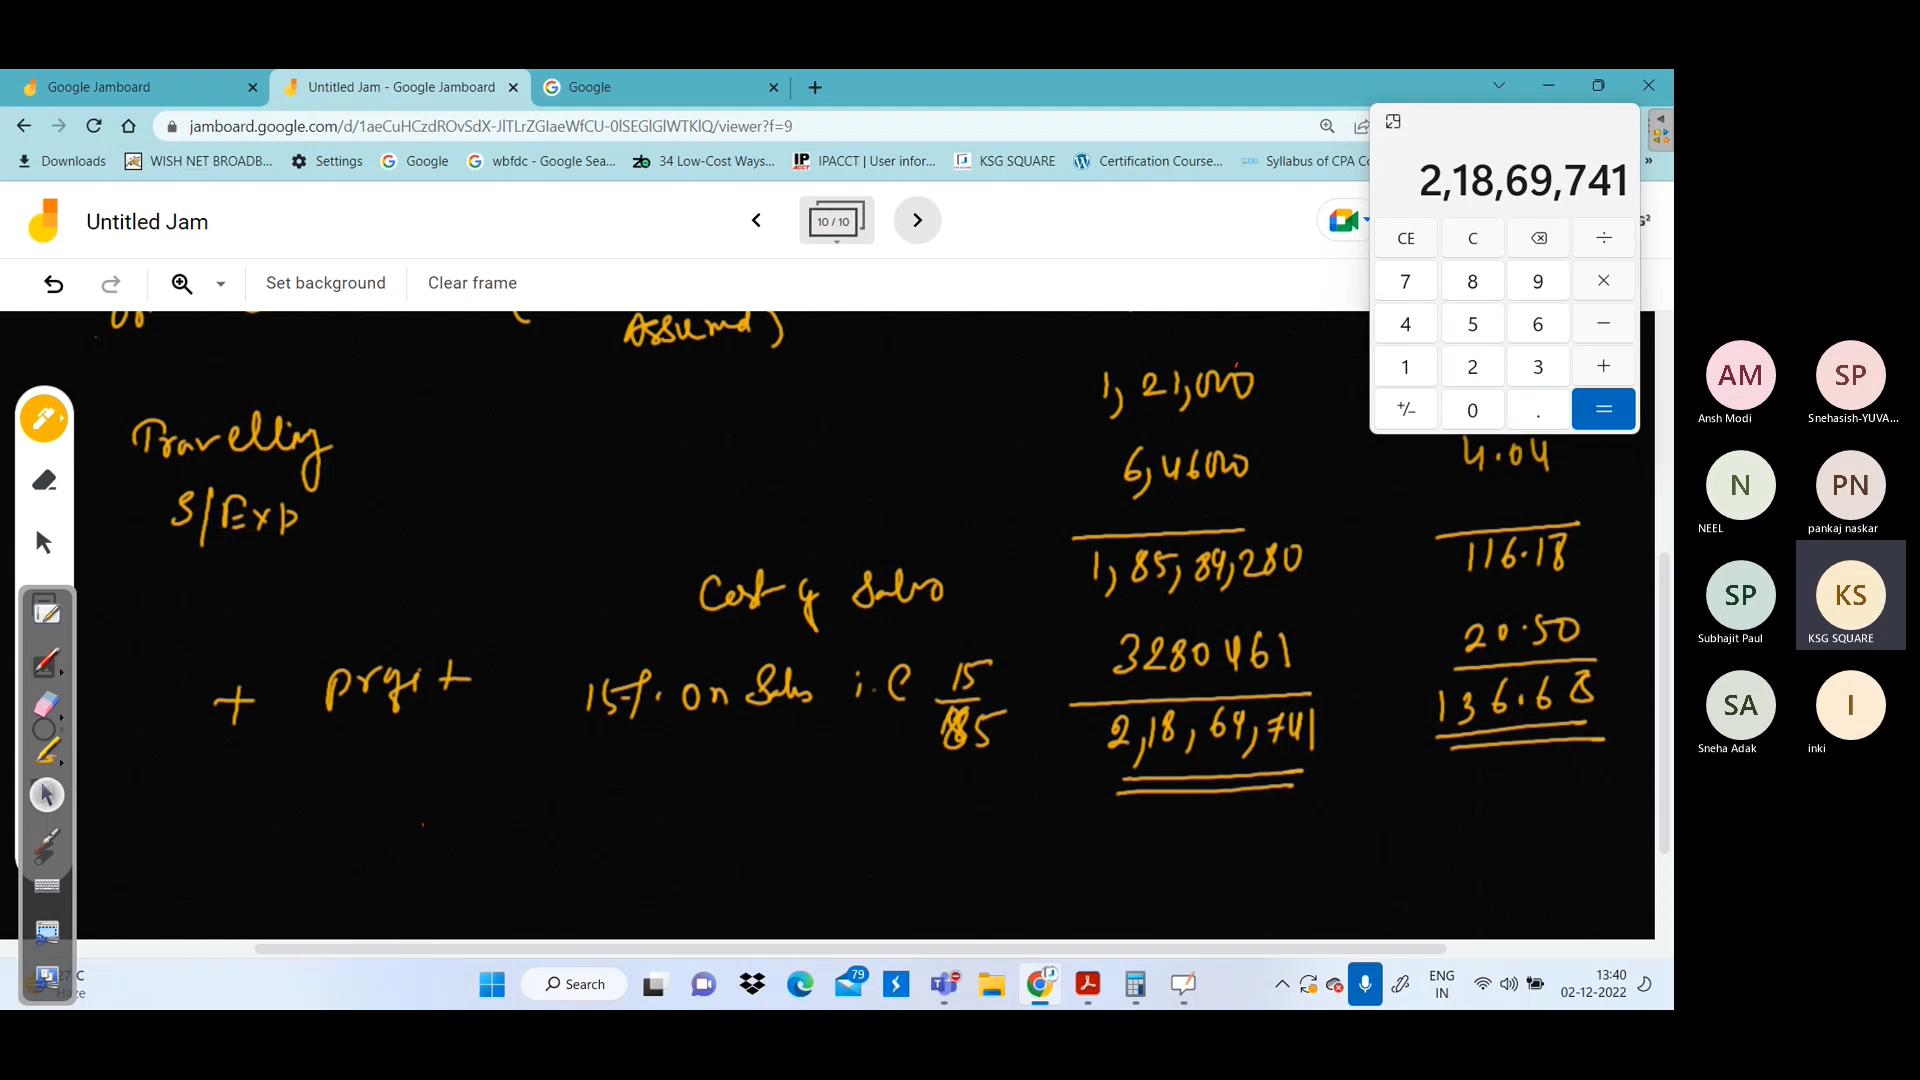 Google Jamboard
Untitled Jam - Google Jamboard
Google
jamboard.google.com/d/1aeCuHCzdROvSdX-JlTLrZGIaeWfCU-0lSEGlGlWTKlQ/viewer?f=9
Downloads
WISH NET BROADB...
Settings
Google
wbfdc - Google Sea...
34 Low-Cost Ways...
IPACCT | User infor...
KSG SQUARE
Certification Course...
Syllabus of CPA Co
»
2,18,69,741
Untitled Jam
10 / 10
CE C ÷
7 8 9 ×
4 5 6 −
1 2 3 +
+/− 0 . =
Set background
Clear frame
Assumed)
1,21,000
Travelling
6,46000 4.04
S/Exp
1,85,89,280 116.18
Cost of Sales
3280461 20.50
+ Profit 15%. on Sales i.e 15/85
2,18,69,741 136.68
AM
Ansh Modi
SP
Snehasish-YUVA...
N
NEEL
PN
pankaj naskar
SP
Subhajit Paul
KS
KSG SQUARE
SA
Sneha Adak
I
inki
27 C
Haze
Search
79
ENG
IN
13:40
02-12-2022